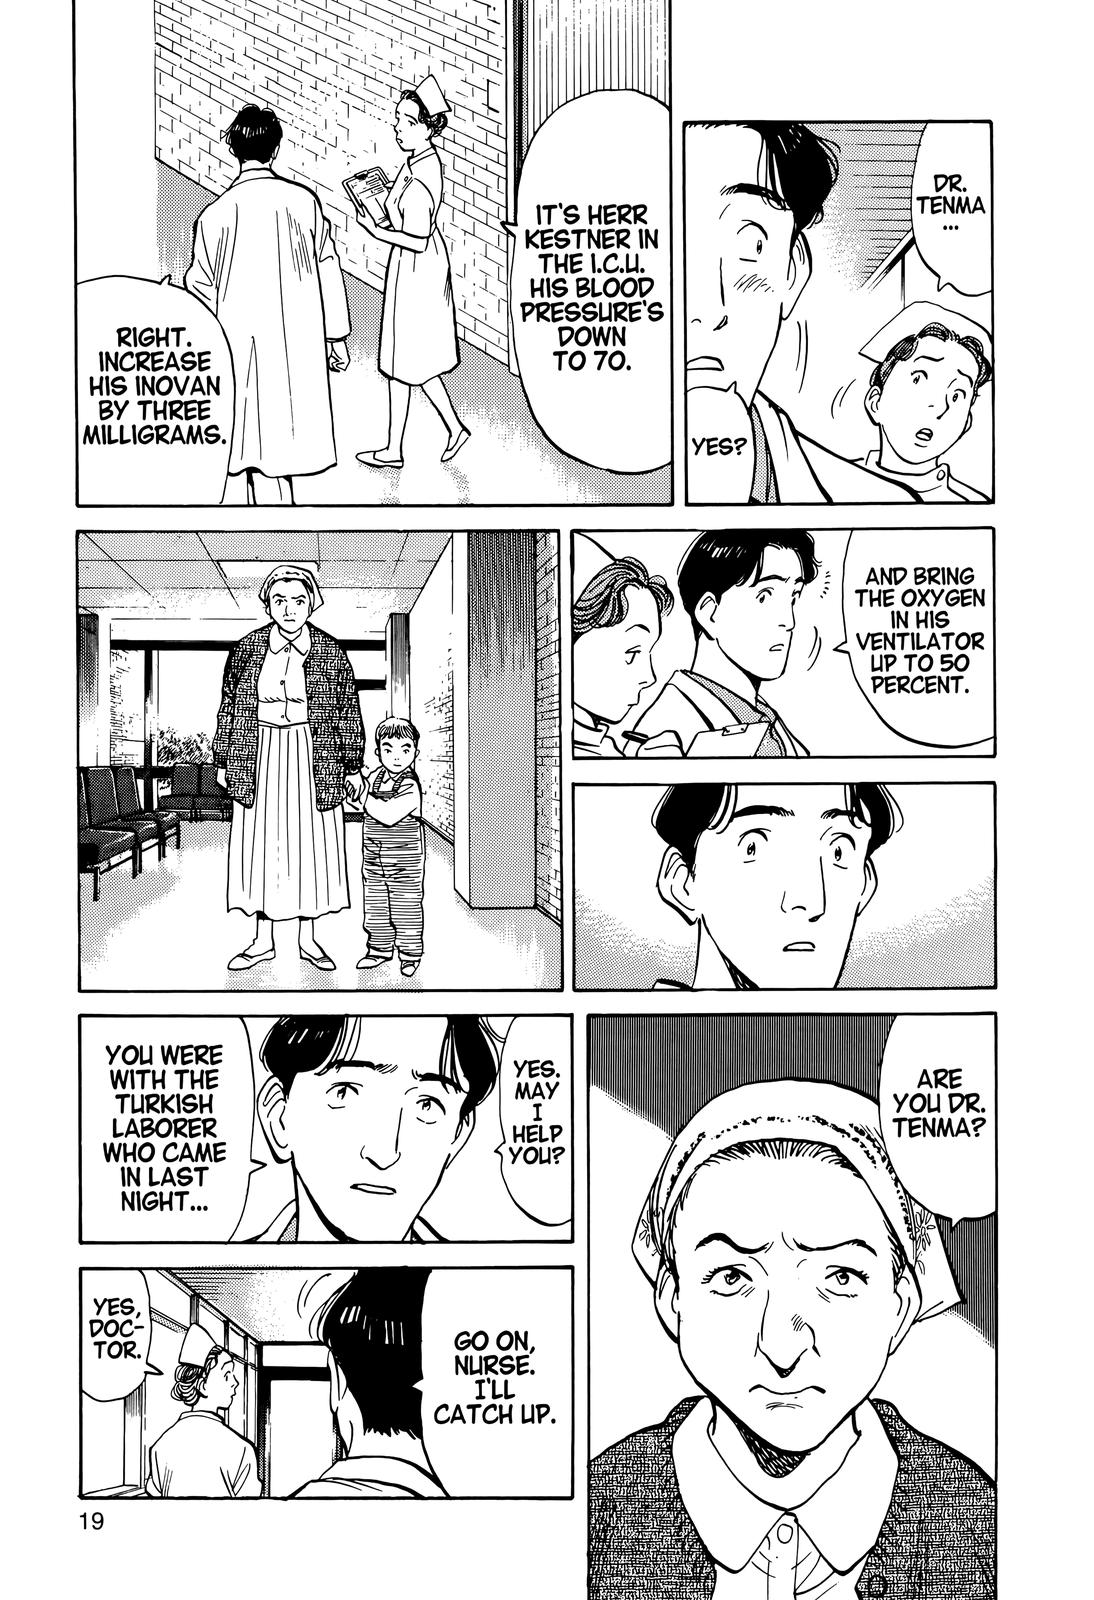 DR.
TENMA
...
YES?
IT'S HERR
KESTNER IN
THE I.C.U.
HIS BLOOD
PRESSURE'S
DOWN
TO 70.
RIGHT.
INCREASE
HIS INOVAN
BY THREE
MILLIGRAMS.
AND BRING
THE OXYGEN
IN HIS
VENTILATOR
UP TO 50
PERCENT.
ARE
YOU DR.
TENMA?
YES.
MAY
I
HELP
YOU?
YOU WERE
WITH THE
TURKISH
LABORER
WHO CAME
IN LAST
NIGHT...
GO ON,
NURSE.
I'LL
CATCH UP.
YES,
DOC-
TOR.
19